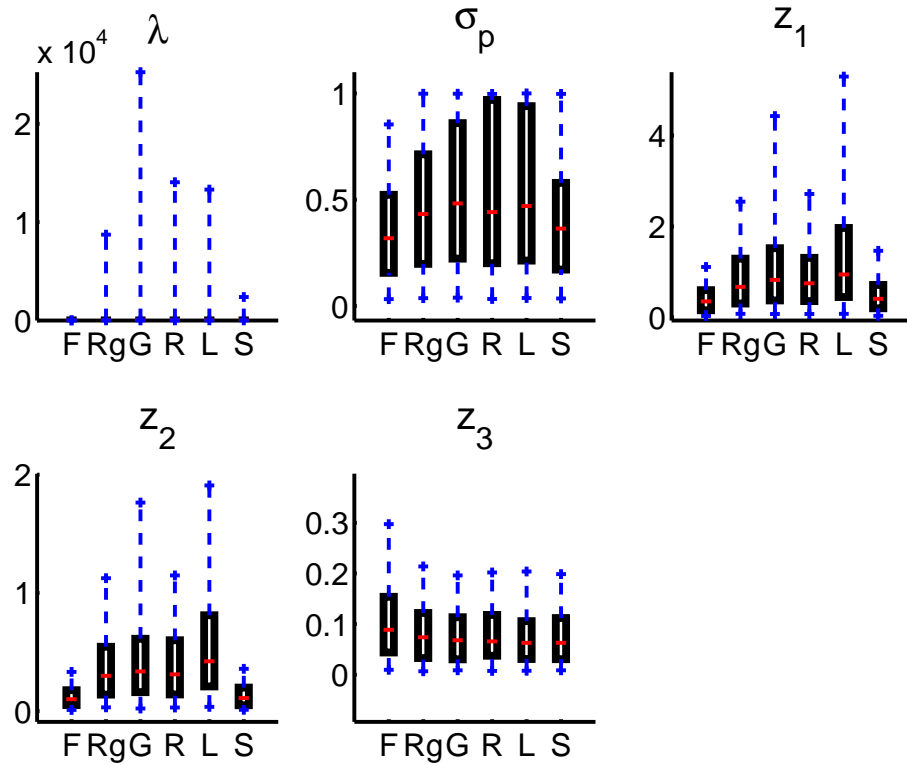 λ
σ_p
z_1
x 10^4
2
1
0
F Rg G R L S
1
0.5
0
F Rg G R L S
4
2
0
F Rg G R L S
z_2
z_3
2
1
0
F Rg G R L S
0.3
0.2
0.1
0
F Rg G R L S